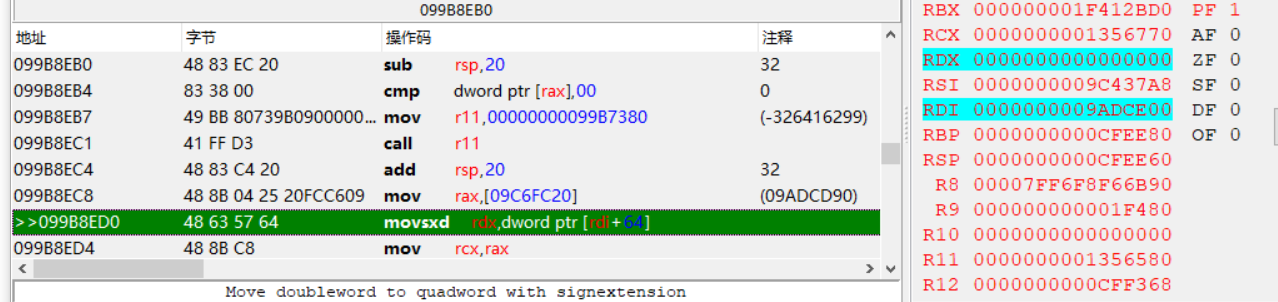 099B8EB0
地址 字节 操作码 注释
099B8EB0 48 83 EC 20 sub rsp,20 32
099B8EB4 83 38 00 cmp dword ptr [rax],00 0
099B8EB7 49 BB 80739B0900000... mov r11,00000000099B7380 (-326416299)
099B8EC1 41 FF D3 call r11
099B8EC4 48 83 C4 20 add rsp,20 32
099B8EC8 48 8B 04 25 20FCC609 mov rax,[09C6FC20] (09ADCD90)
>>099B8ED0 48 63 57 64 movsxd rdx,dword ptr [rdi+64]
099B8ED4 48 8B C8 mov rcx,rax
Move doubleword to quadword with signextension
RBX 000000001F412BD0 PF 1
RCX 0000000001356770 AF 0
RDX 0000000000000000 ZF 0
RSI 0000000009C437A8 SF 0
RDI 0000000009ADCE00 DF 0
RBP 0000000000CFEE80 OF 0
RSP 0000000000CFEE60
R8 00007FF6F8F66B90
R9 000000000001F480
R10 0000000000000000
R11 0000000001356580
R12 0000000000CFF368